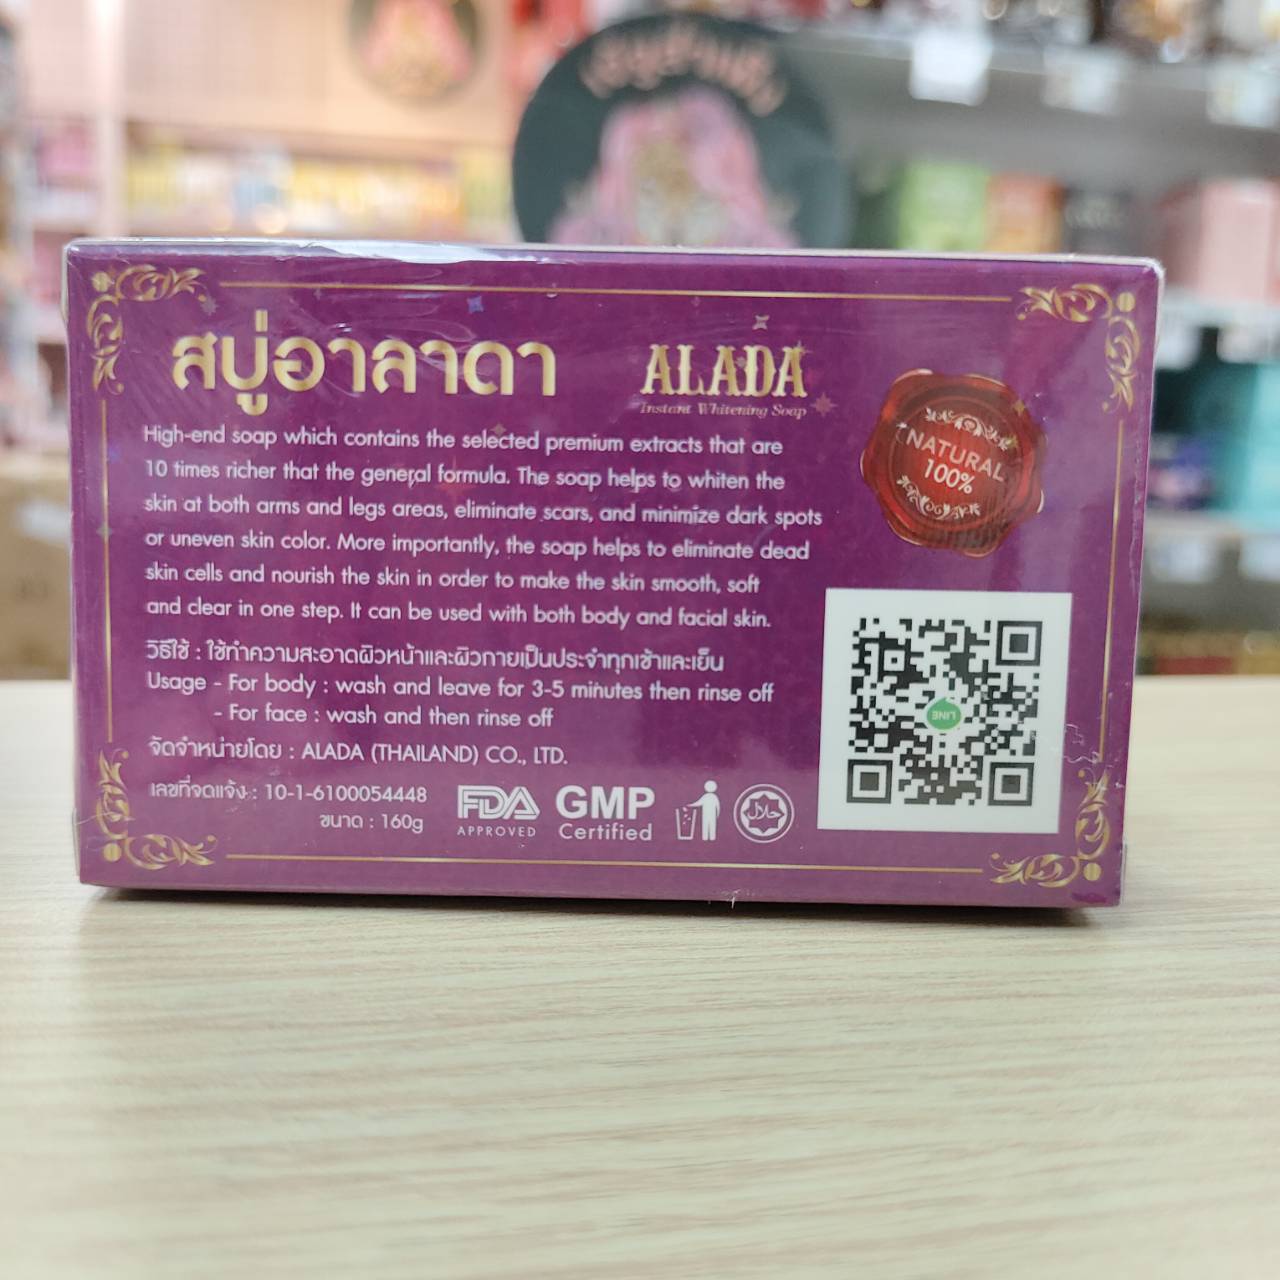 สบู่อาลาดา
ALADA
Instant Whitening Soap
NATURAL
100%
High-end soap which contains the selected premium extracts that are
10 times richer that the general formula. The soap helps to whiten the
skin at both arms and legs areas, eliminate scars, and minimize dark spots
or uneven skin color. More importantly, the soap helps to eliminate dead
skin cells and nourish the skin in order to make the skin smooth, soft
and clear in one step. It can be used with both body and facial skin.
วิธีใช้ : ใช้ทำความสะอาดผิวหน้าและผิวกายเป็นประจำทุกเช้าและเย็น
Usage - For body : wash and leave for 3-5 minutes then rinse off
- For face : wash and then rinse off
จัดจำหน่ายโดย : ALADA (THAILAND) CO., LTD.
เลขที่จดแจ้ง : 10-1-6100054448
ขนาด : 160g
FDA
APPROVED
GMP
Certified
حلال
LINE